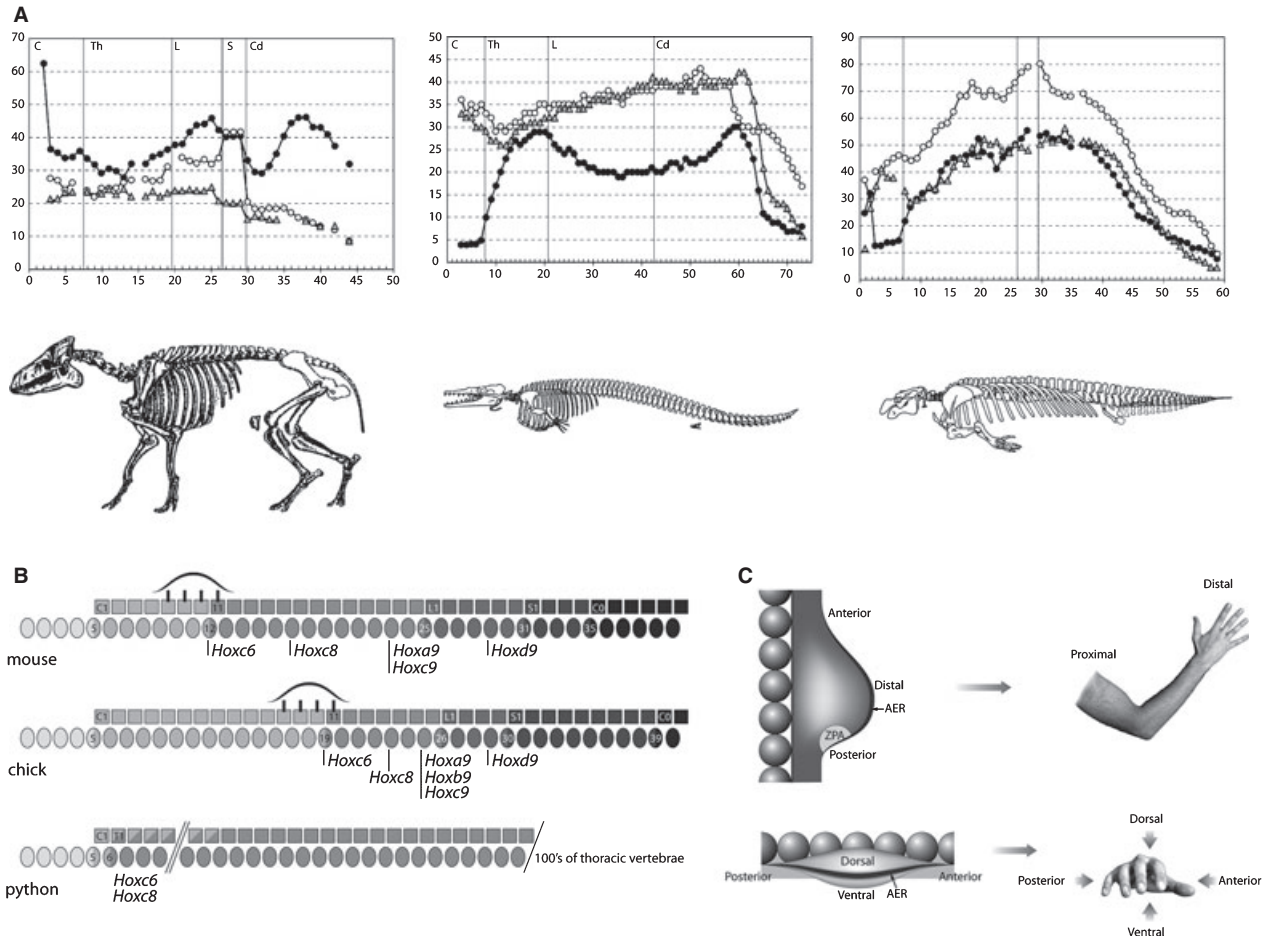 A
70
60
50
40
30
20
10
0
C Th L S Cd
0 5 10 15 20 25 30 35 40 45 50
50
45
40
35
30
25
20
15
10
5
0
C Th L Cd
0 10 20 30 40 50 60 70
90
80
70
60
50
40
30
20
10
0
0 5 10 15 20 25 30 35 40 45 50 55 60 59
B
C1 L1 S1 C0
5 12 25 31 35
mouse
Hoxc6 Hoxc8 Hoxa9 Hoxd9
Hoxc9
C1 L1 S1 C0
5 19 26 30 39
chick
Hoxc6 Hoxa9 Hoxd9
Hoxc8 Hoxb9
Hoxc9
C1
5 6
100's of thoracic vertebrae
python
Hoxc6
Hoxc8
C
Anterior
Distal
AER
ZPA
Posterior
Distal
Proximal
Dorsal
Posterior Anterior
Ventral AER
Dorsal
Posterior Anterior
Ventral